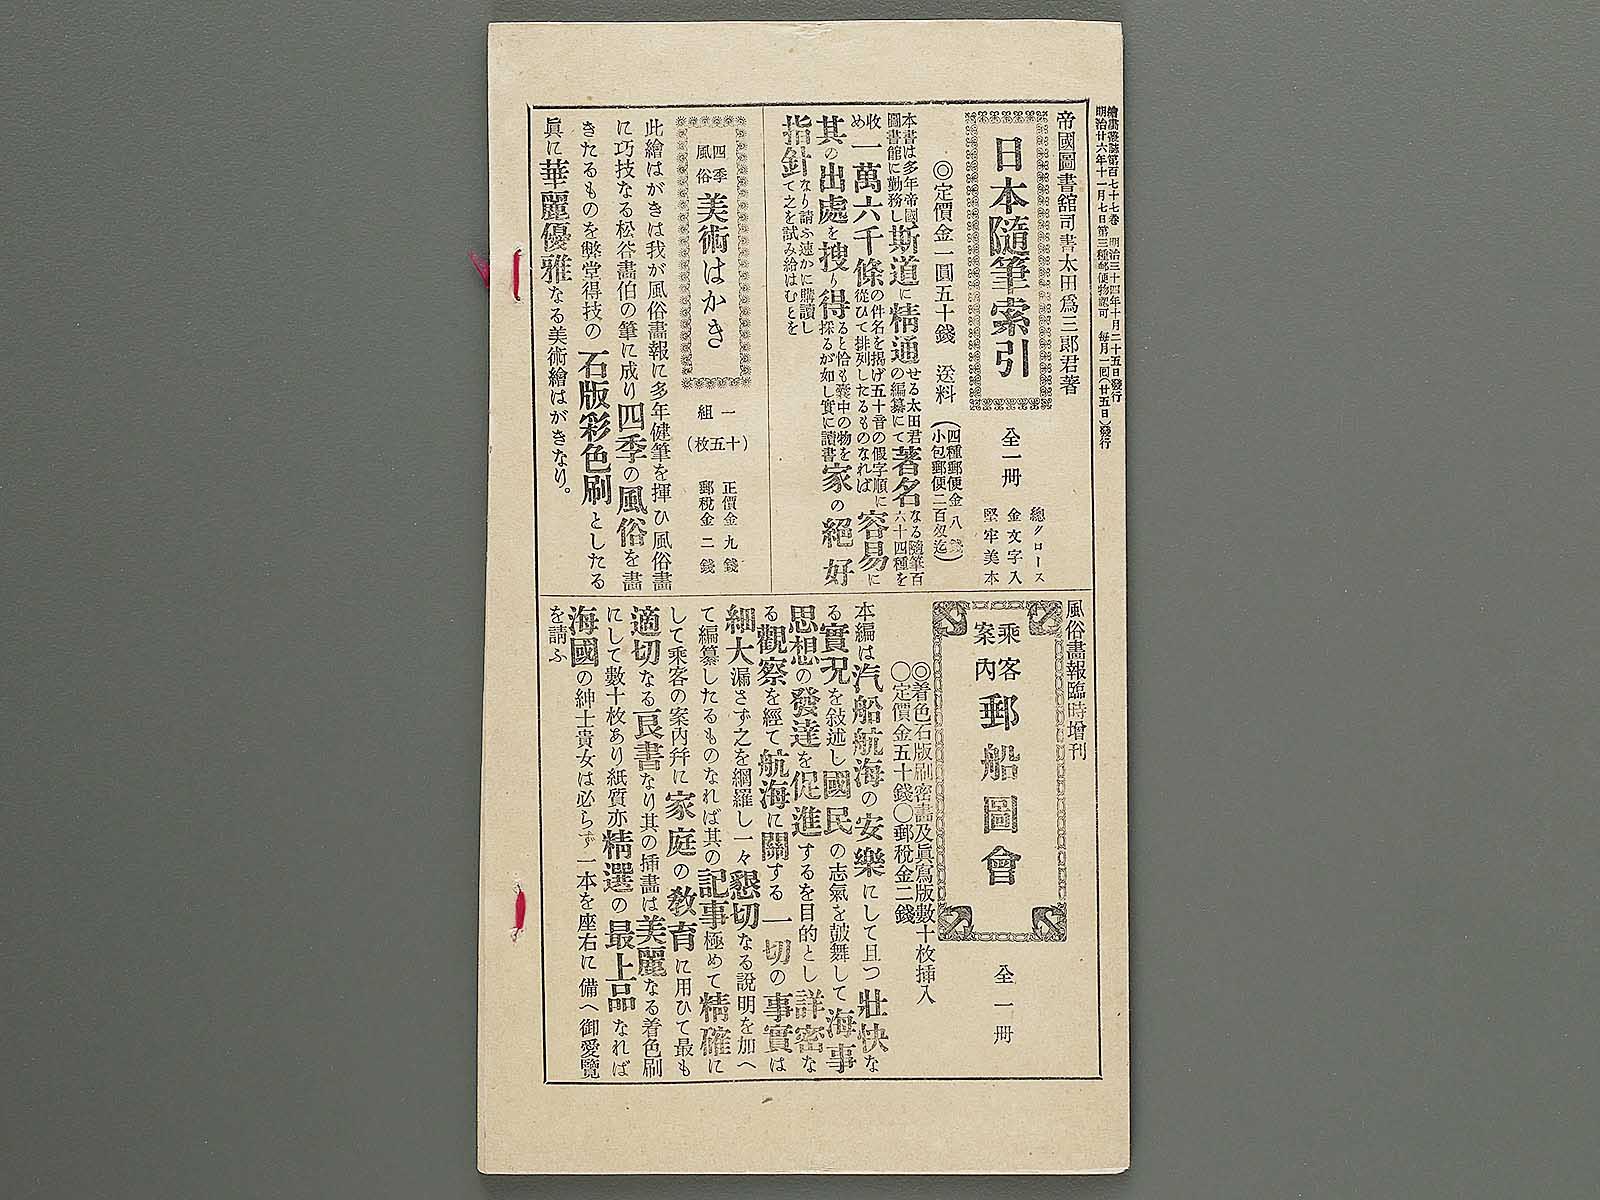 繪畵叢誌第百七十七卷 明治三十四年十月二十五日發行
明治廿六年十一月七日第三種郵便物認可 每月一回(廿五日)發行
帝國圖書舘司書太田爲三郞君著
日本隨筆索引
全一册
總クロース
金文字入
堅牢美本
◎定價金一圓五十錢 送料
(四種郵便金八錢
小包郵便二百匁迄)
本書は多年帝國
圖書館に勤務し
斯道に精通せる太田君
の編纂にて
著名なる隨筆百
六十四種を
收め
一萬六千條の件名を揭げ五十音の假字順に
從ひて排列したるものなれば
容易に
其の出處を搜り得ると恰も囊中の物を
採るが如し實に讀書
家の絕好
指針なり請ふ速かに購讀し
て之を試み給はむとを
四季
風俗
美術はかき
一組
(十五枚)
正價金九錢
郵稅金二錢
此繪はがきは我が風俗畵報に多年健筆を揮ひ風俗畵
に巧技なる松谷畵伯の筆に成り四季の風俗を畵
きたるものを弊堂得技の石版彩色刷としたる
眞に華麗優雅なる美術繪はがきなり。
風俗畵報臨時增刊
乘客
案內
郵船圖會
全一册
◎着色石版刷密畵及眞寫版數十枚揷入
〇定價金五十錢〇郵稅金二錢
本編は汽船航海の安樂にして且つ壯快な
る實況を敍述し國民の志氣を鼓舞して海事
思想の發達を促進するを目的とし詳密な
る觀察を經て航海に關する一切の事實は
細大漏さず之を網羅し一々懇切なる說明を加へ
て編纂したるものなれば其の記事極めて精確に
して乘客の案內幷に家庭の敎育に用ひて最も
適切なる良書なり其の揷畵は美麗なる着色刷
にして數十枚あり紙質亦精選の最上品なれば
海國の紳士貴女は必らず一本を座右に備へ御愛覽
を請ふ